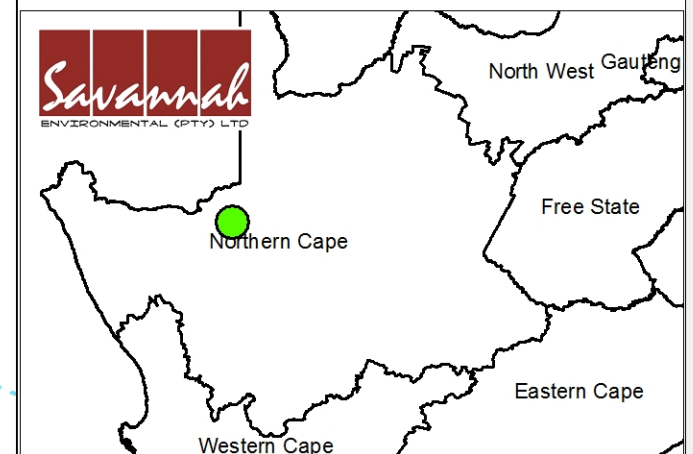 Savannah
ENVIRONMENTAL (PTY) LTD
North West
Gauteng
Free State
Northern Cape
Eastern Cape
Western Cape